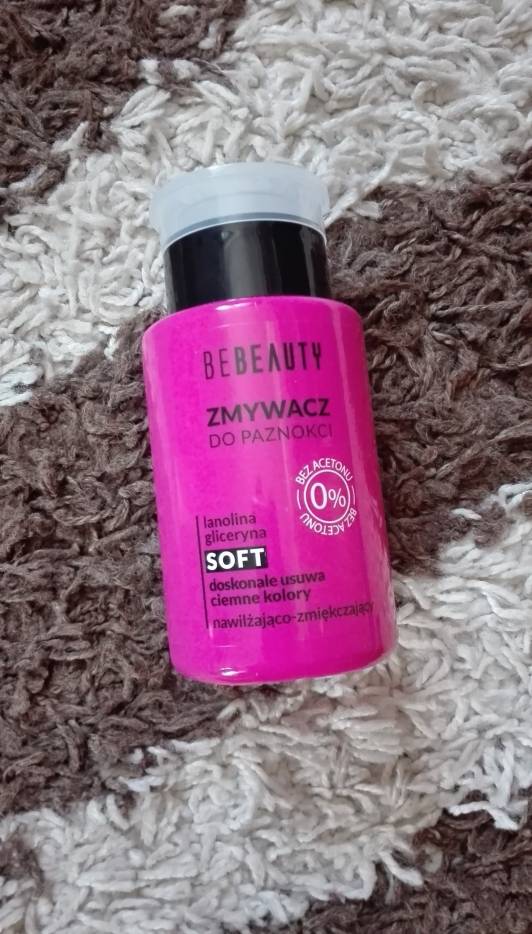 BEBEAUTY
ZMYWACZ
DO PAZNOKCI
BEZ ACETONU
0%
BEZ ACETONU
lanolina
gliceryna
SOFT
doskonale usuwa
ciemne kolory
nawilżająco-zmiękczający